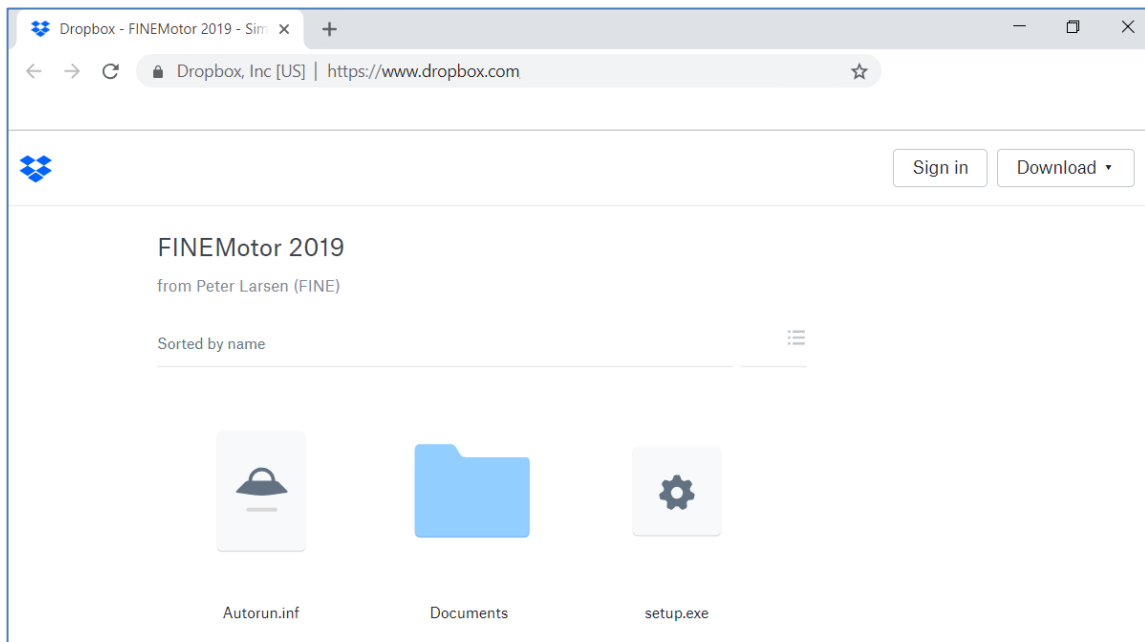 Dropbox - FINEMotor 2019 - Sim
Dropbox, Inc [US] | https://www.dropbox.com
Sign in
Download
FINEMotor 2019
from Peter Larsen (FINE)
Sorted by name
Autorun.inf
Documents
setup.exe